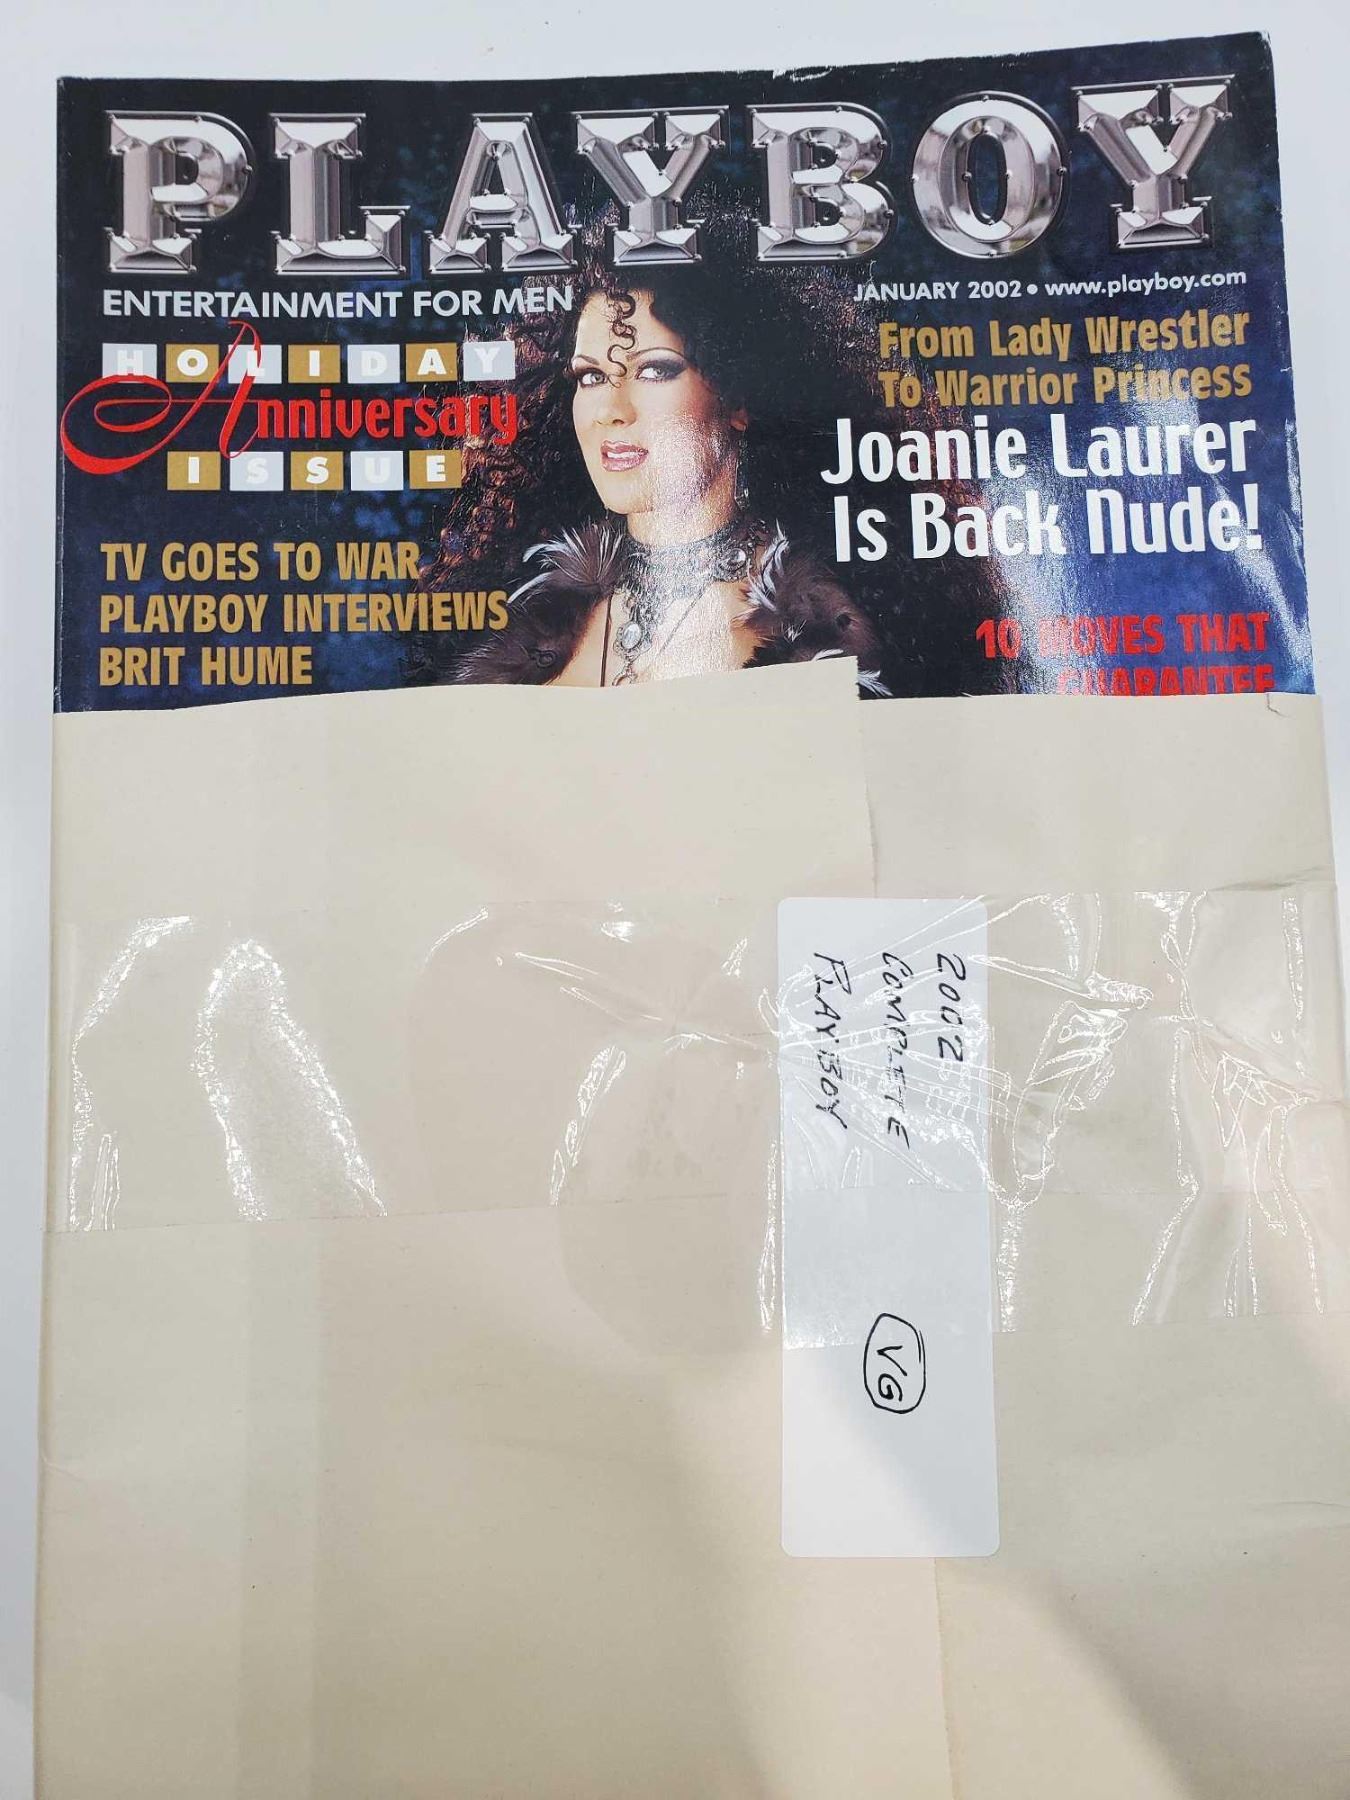 PLAYBOY
ENTERTAINMENT FOR MEN
JANUARY 2002 • www.playboy.com
HOLIDAY
Anniversary
ISSUE
From Lady Wrestler
To Warrior Princess
Joanie Laurer
Is Back Nude!
TV GOES TO WAR
PLAYBOY INTERVIEWS
BRIT HUME
10 MOVES THAT
GUARANTEE
2002
COMPLETE
PLAYBOY
VG